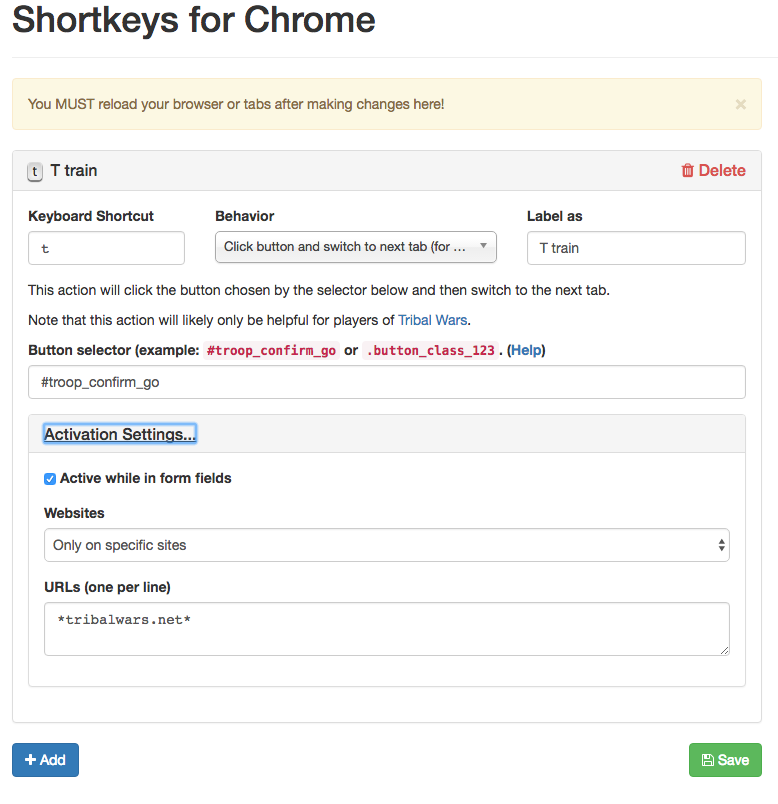 Shortkeys for Chrome
You MUST reload your browser or tabs after making changes here! ×
t T train Delete
Keyboard Shortcut Behavior Label as
t Click button and switch to next tab (for ... T train
This action will click the button chosen by the selector below and then switch to the next tab.
Note that this action will likely only be helpful for players of Tribal Wars.
Button selector (example: #troop_confirm_go or .button_class_123 . (Help)
#troop_confirm_go
Activation Settings...
Active while in form fields
Websites
Only on specific sites
URLs (one per line)
*tribalwars.net*
+ Add Save